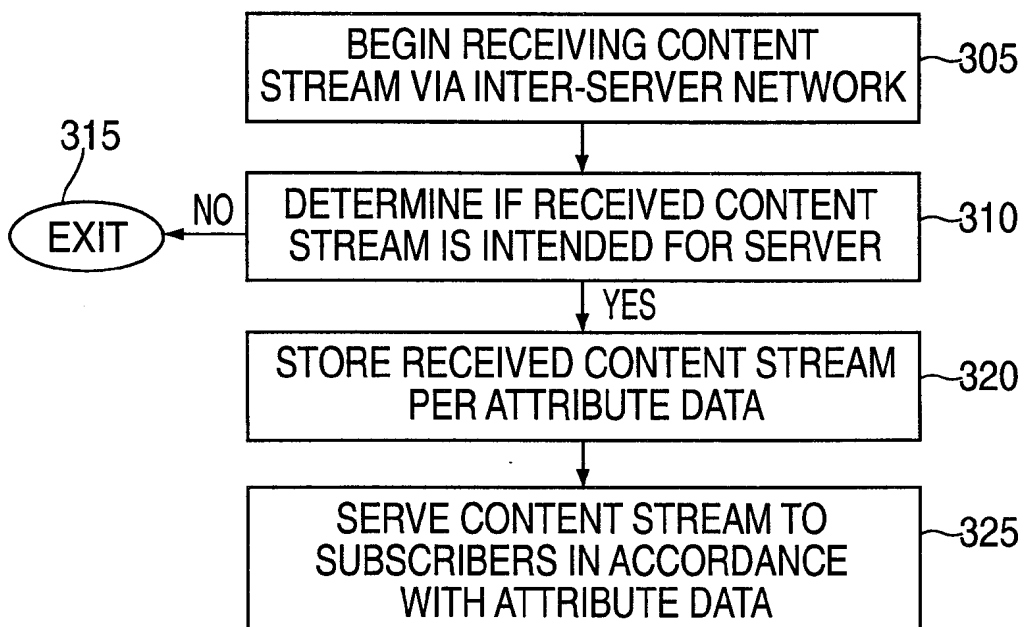 BEGIN RECEIVING CONTENT
STREAM VIA INTER-SERVER NETWORK
305
315
EXIT
NO
DETERMINE IF RECEIVED CONTENT
STREAM IS INTENDED FOR SERVER
310
YES
STORE RECEIVED CONTENT STREAM
PER ATTRIBUTE DATA
320
SERVE CONTENT STREAM TO
SUBSCRIBERS IN ACCORDANCE
WITH ATTRIBUTE DATA
325